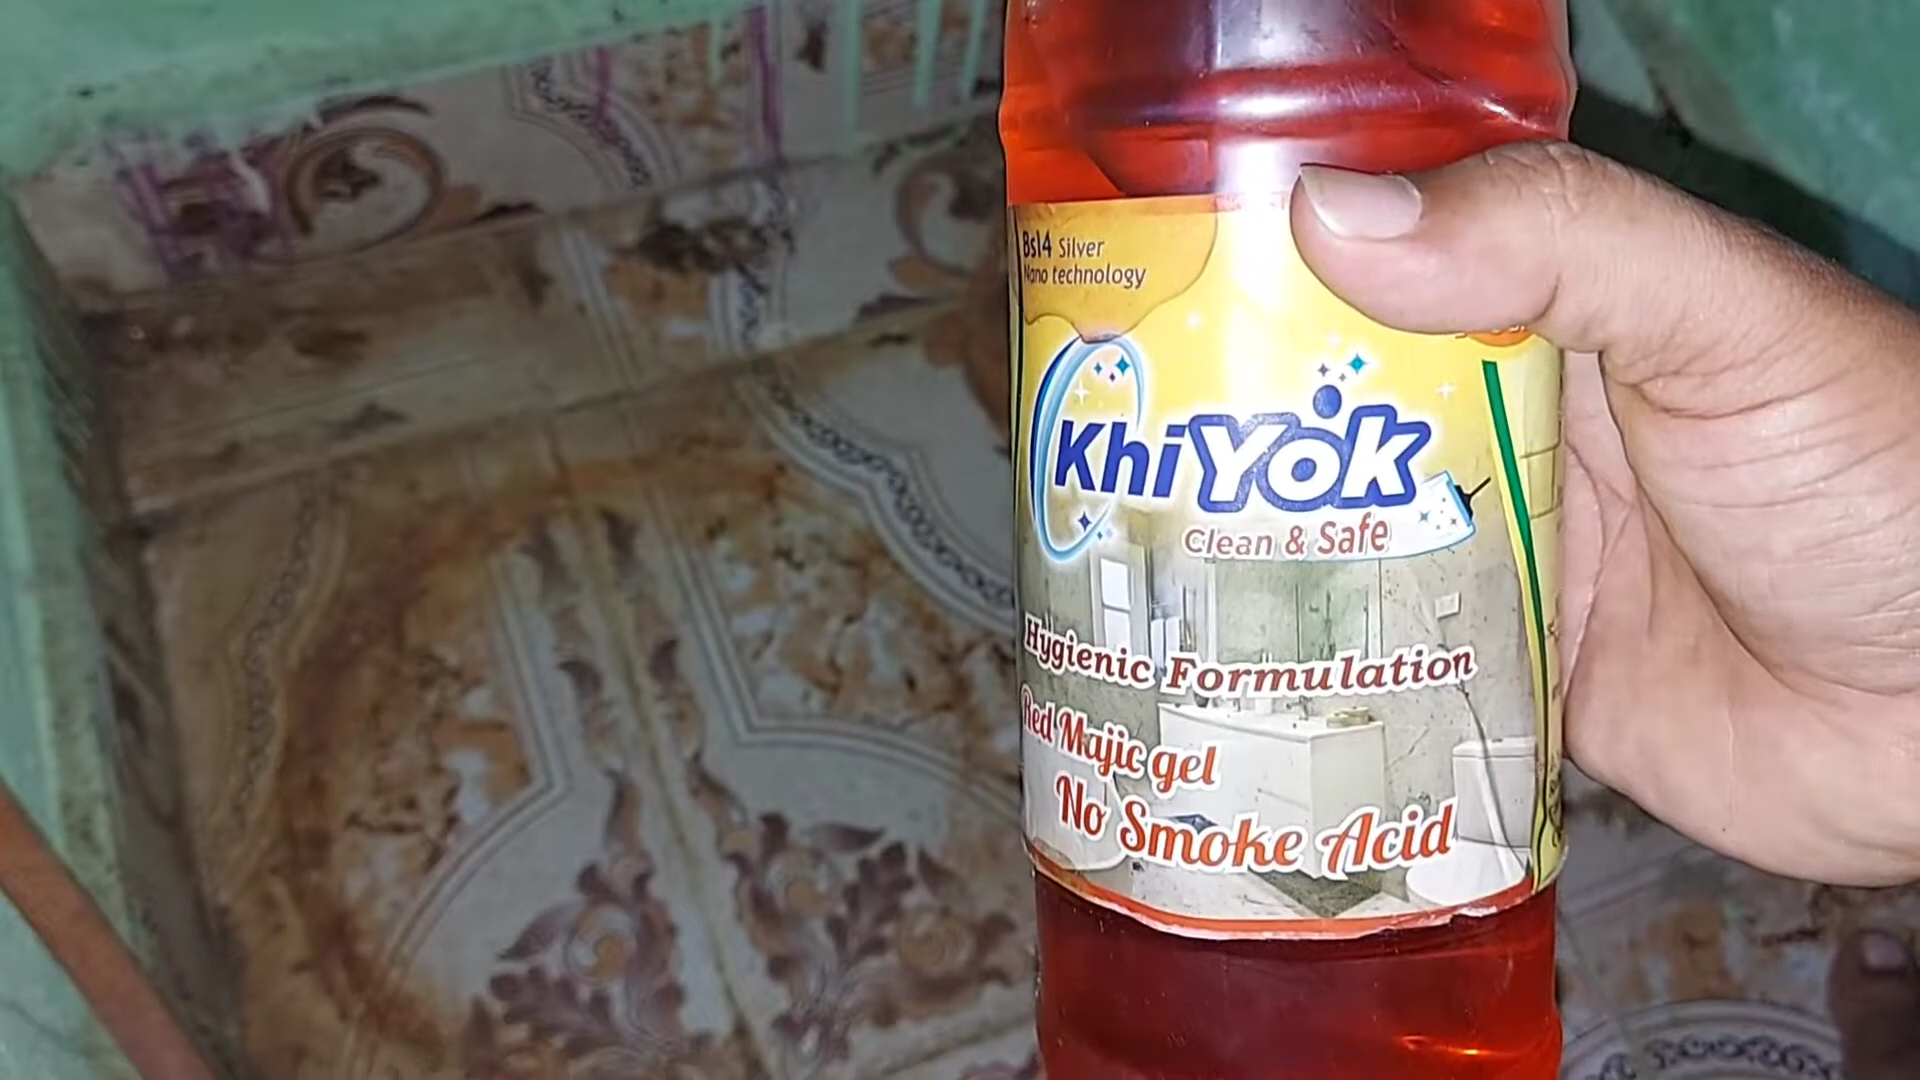 Bsl4 Silver
Nano technology
KhiYok
Clean & Safe
Hygienic Formulation
Red Majic gel
No Smoke Acid